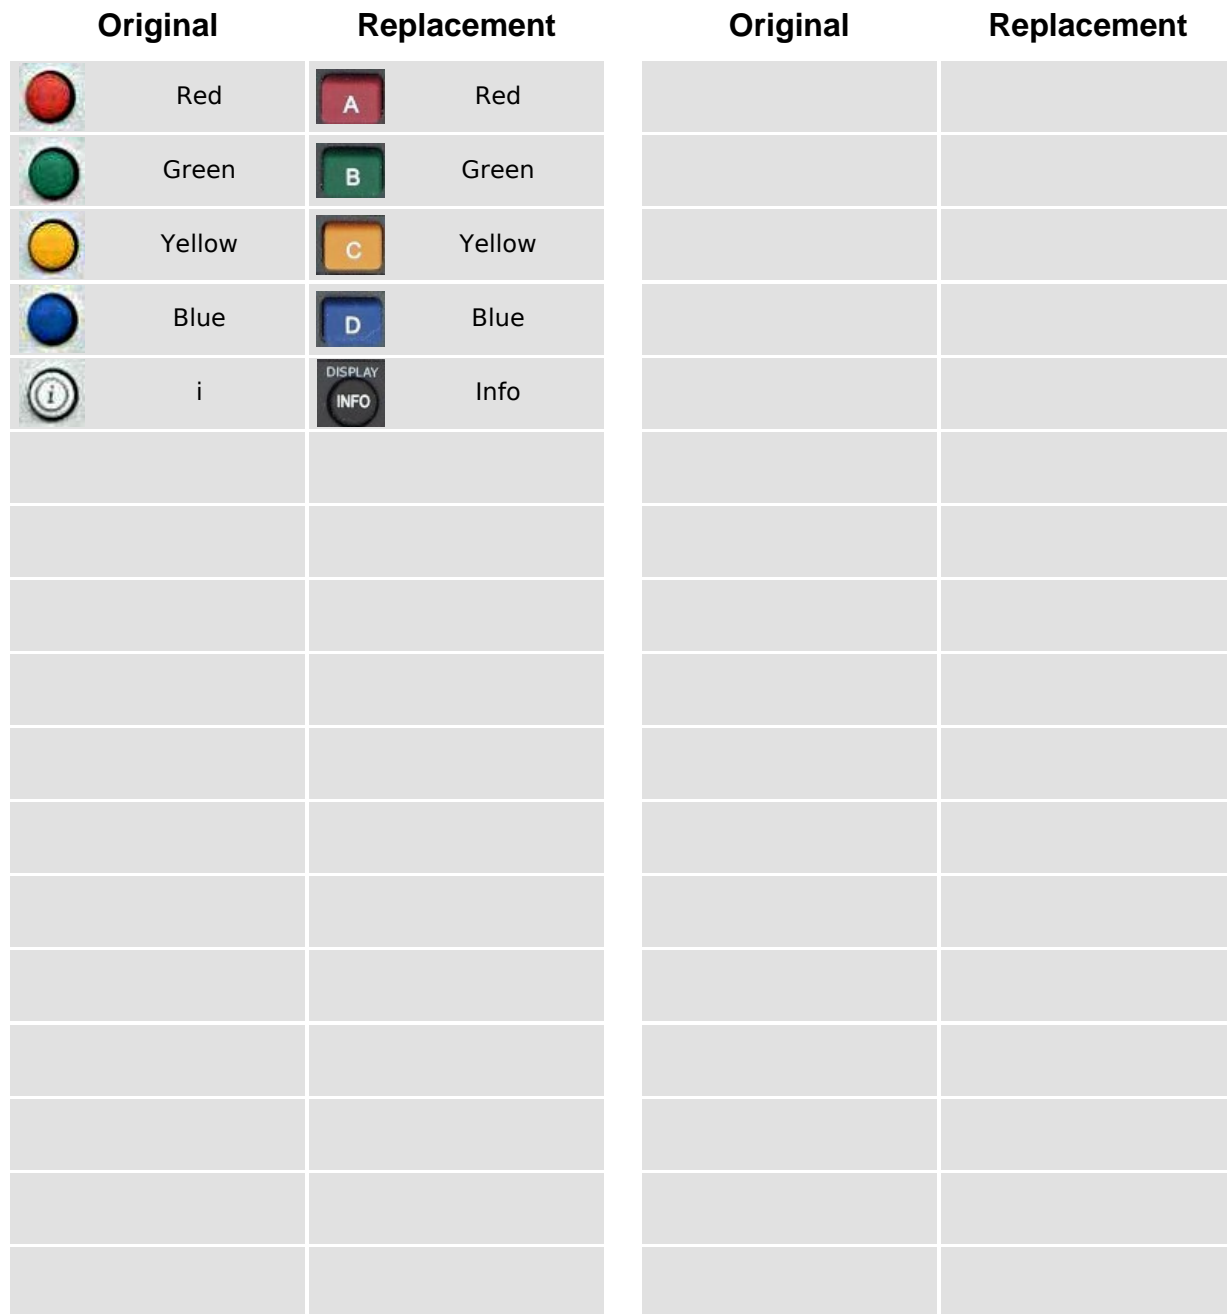 Original Replacement Original Replacement
Red A Red
Green B Green
Yellow C Yellow
Blue D Blue
i i DISPLAY INFO Info